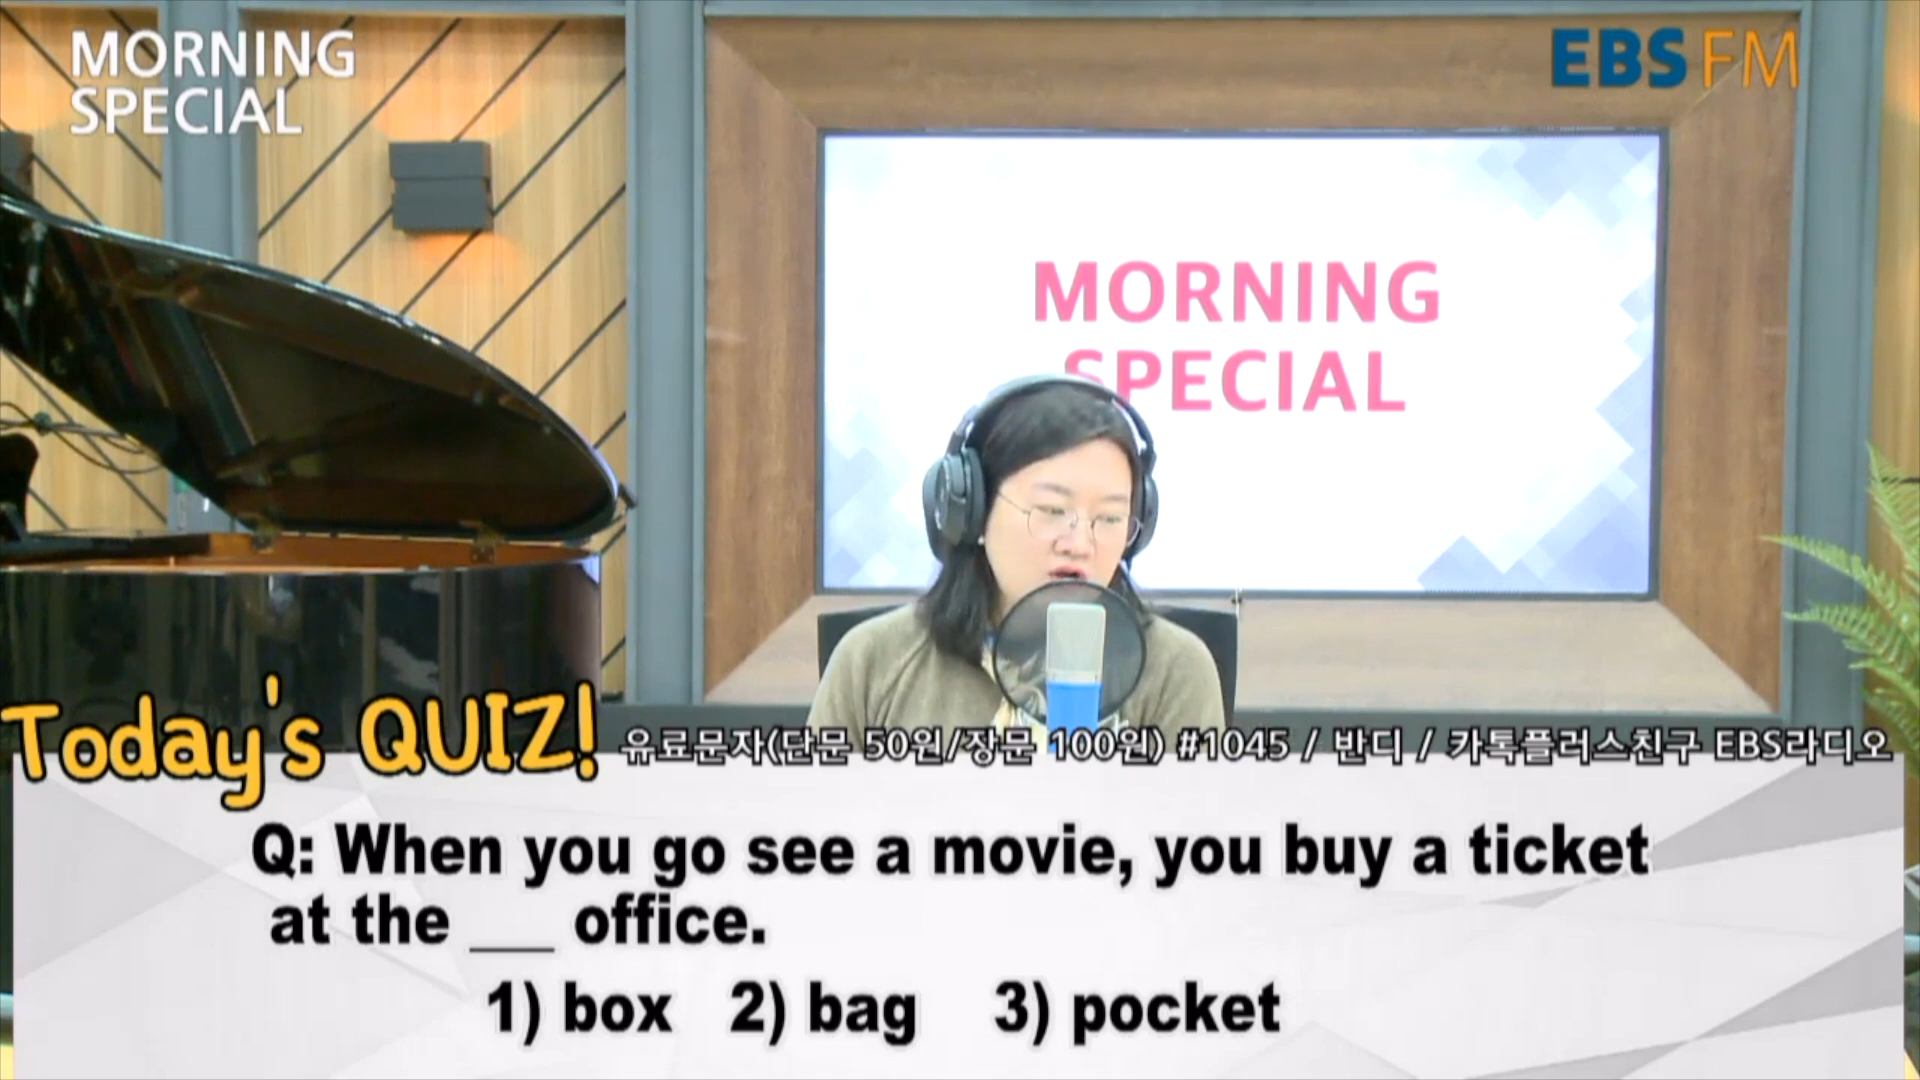 MORNING
SPECIAL
EBS FM
MORNING
SPECIAL
Today's QUIZ!
유료문자(단문 50원/장문 100원) #1045 / 반디 / 카톡플러스친구 EBS라디오
Q: When you go see a movie, you buy a ticket
at the ___ office.
1) box 2) bag 3) pocket